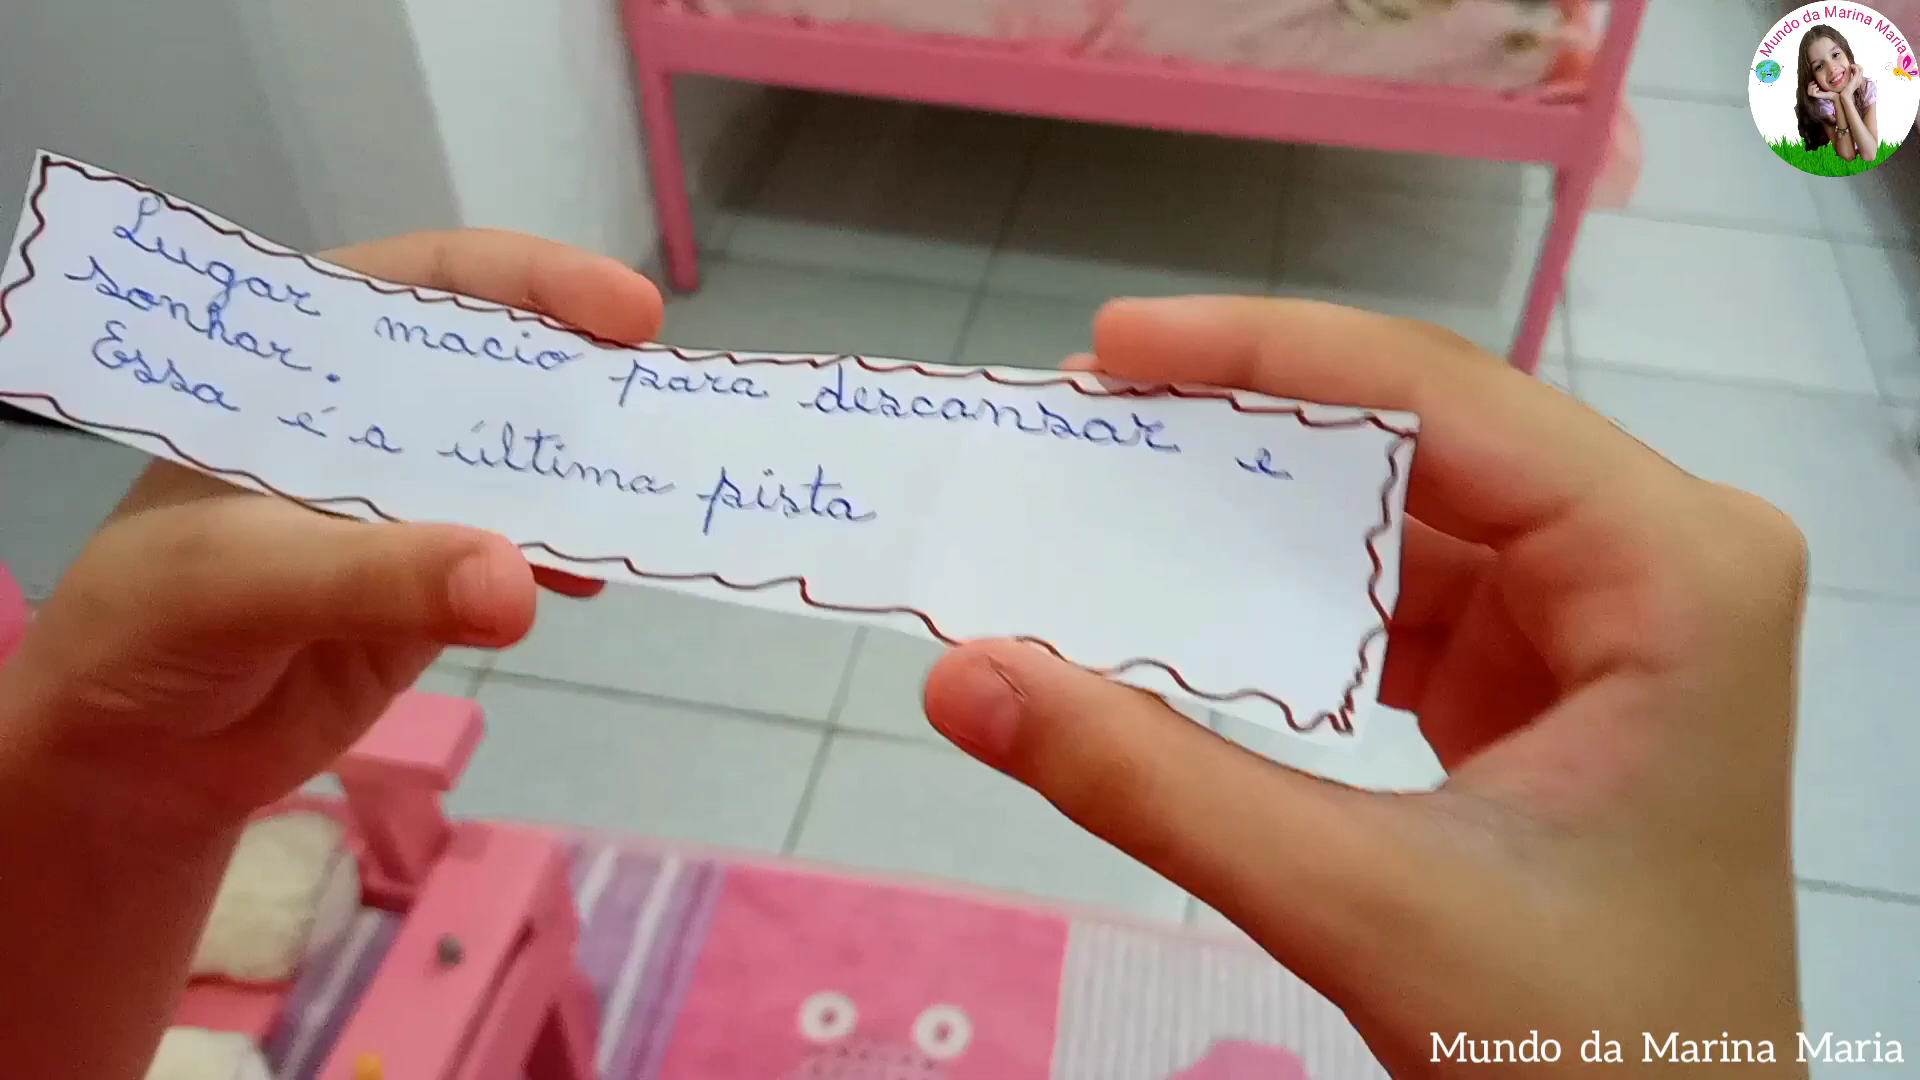 Mundo da Marina Maria
Lugar macio para descansar e
sonhar.
Essa é a última pista
Mundo da Marina Maria